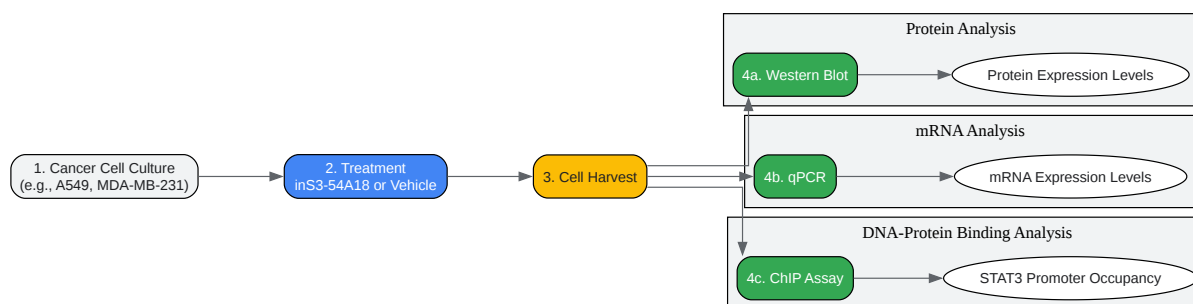 Protein Analysis
4a. Western Blot
Protein Expression Levels
mRNA Analysis
1. Cancer Cell Culture
(e.g., A549, MDA-MB-231)
2. Treatment
inS3-54A18 or Vehicle
3. Cell Harvest
4b. qPCR
mRNA Expression Levels
DNA-Protein Binding Analysis
4c. ChIP Assay
STAT3 Promoter Occupancy